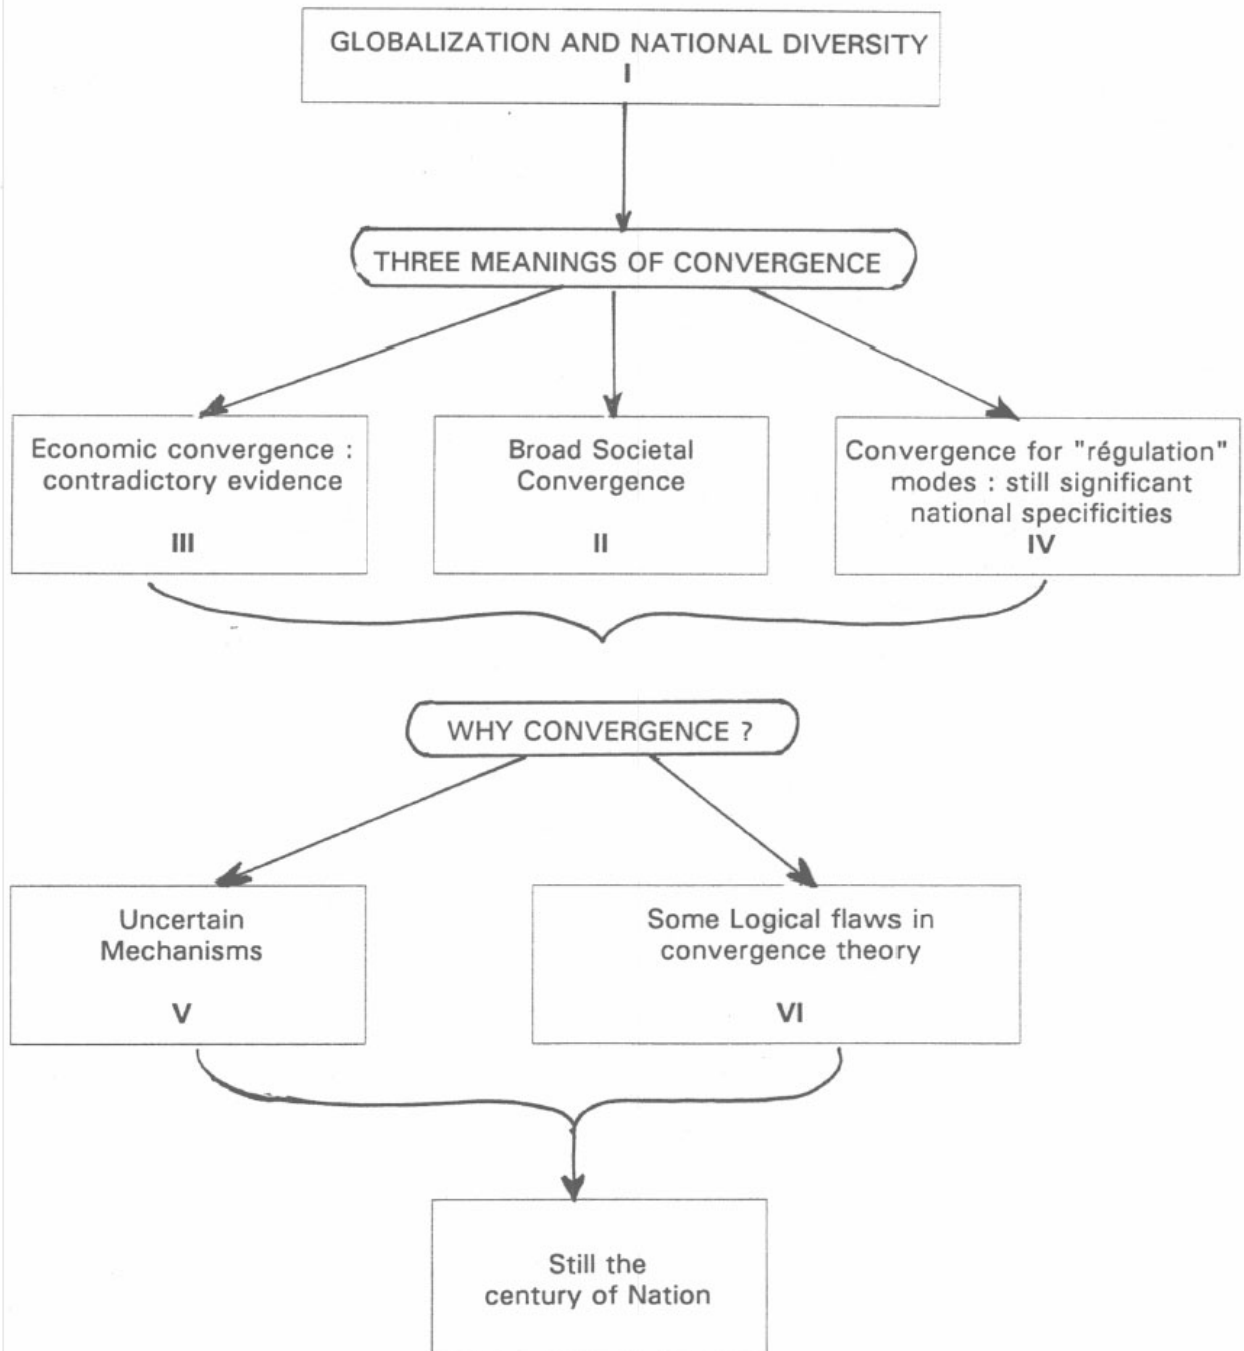 GLOBALIZATION AND NATIONAL DIVERSITY
I
THREE MEANINGS OF CONVERGENCE
Economic convergence :
contradictory evidence
III
Broad Societal
Convergence
II
Convergence for "régulation"
modes : still significant
national specificities
IV
WHY CONVERGENCE ?
Uncertain
Mechanisms
V
Some Logical flaws in
convergence theory
VI
Still the
century of Nation